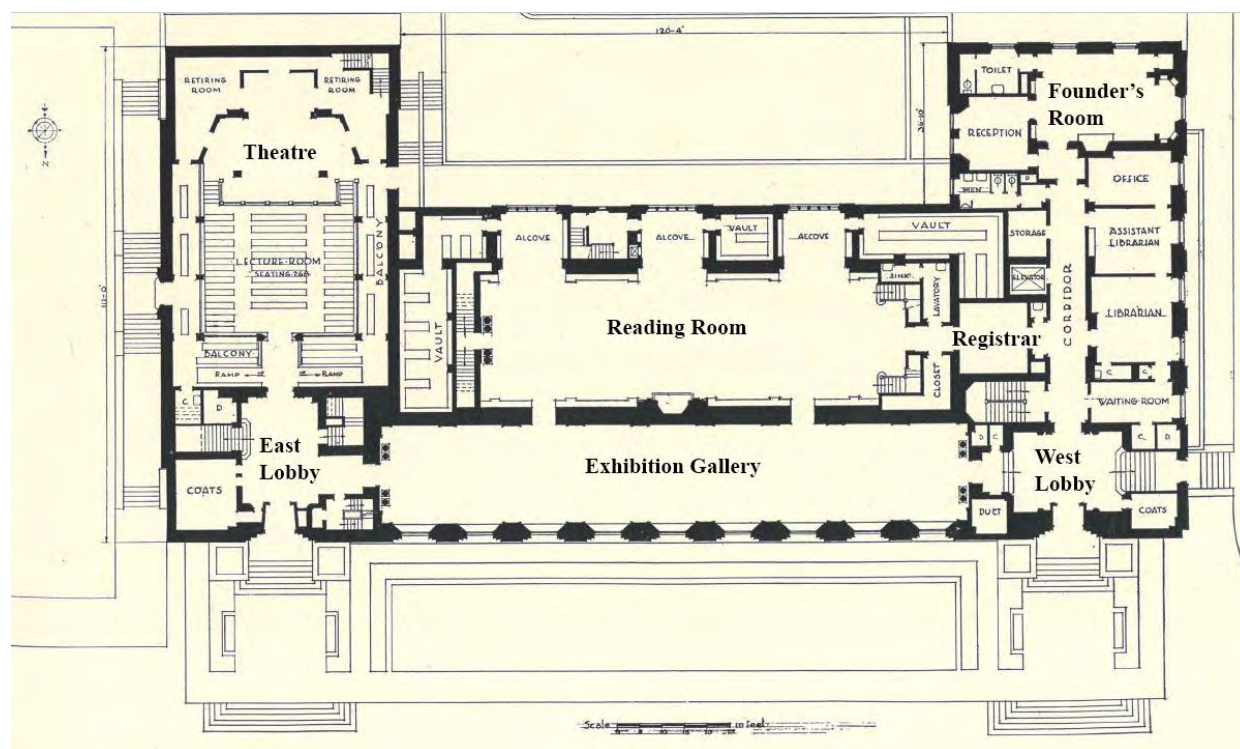 120'-4"
RETIRING
ROOM
RETIRING
ROOM
TOILET
Founder's
Room
N
Theatre
RECEPTION
MEN
OFFICE
BALCONY
ALCOVE
ALCOVE
VAULT
ALCOVE
VAULT
STORAGE
ASSISTANT
LIBRARIAN
LECTURE·ROOM
SEATING·268
SINK
ELEVATOR
CORRIDOR
LAVATORY
LIBRARIAN
VAULT
Reading Room
Registrar
BALCONY
RAMP
RAMP
CLOSET
C
C
WAITING·ROOM
C
D
East
Lobby
D
C
C
D
Exhibition Gallery
West
Lobby
COATS
DUCT
COATS
Scale
in Feet